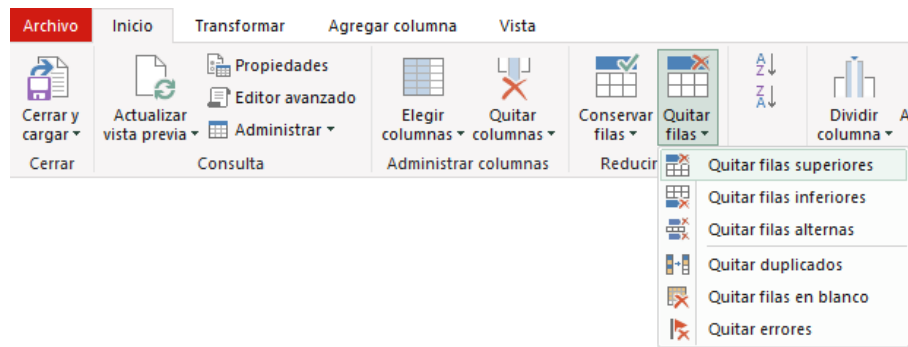 Archivo Inicio Transformar Agregar columna Vista
Propiedades
Editor avanzado
Administrar
Cerrar y
cargar
Actualizar
vista previa
Elegir
columnas
Quitar
columnas
Conservar
filas
Quitar
filas
A
Z
Z
A
Dividir
columna
A
Cerrar Consulta Administrar columnas Reducir
Quitar filas superiores
Quitar filas inferiores
Quitar filas alternas
Quitar duplicados
Quitar filas en blanco
Quitar errores